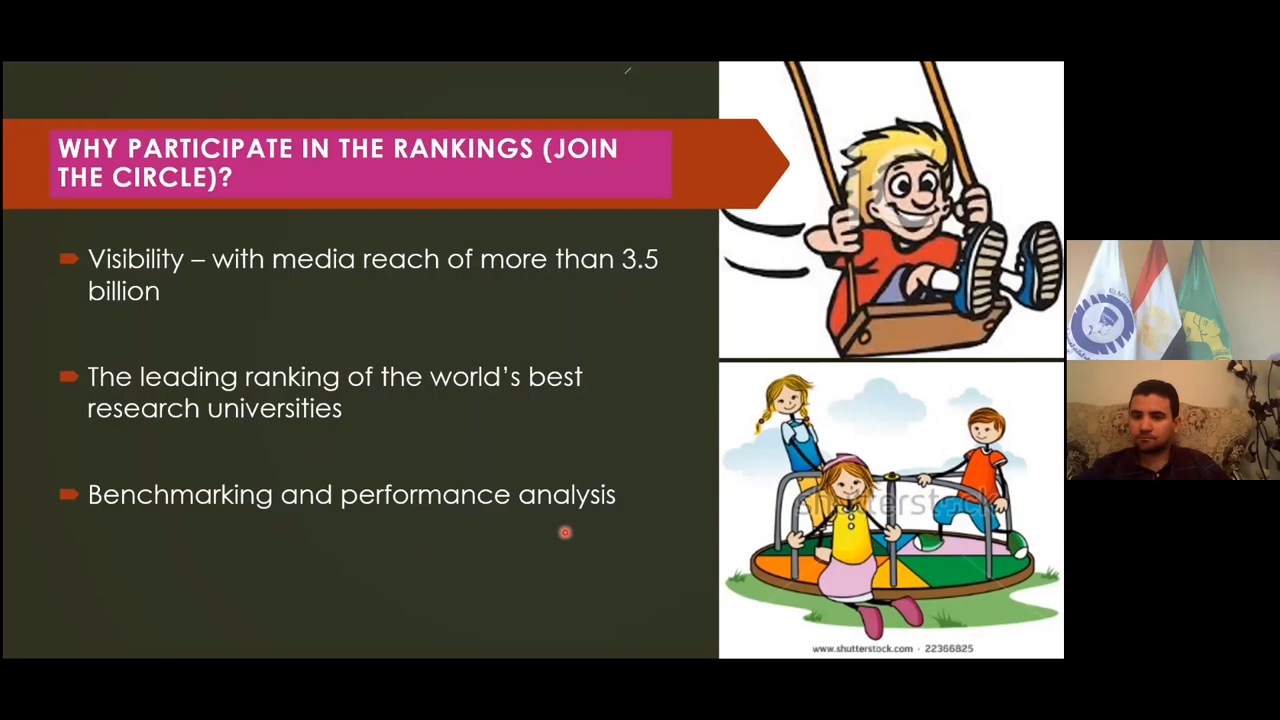 WHY PARTICIPATE IN THE RANKINGS (JOIN
THE CIRCLE)?
Visibility – with media reach of more than 3.5
billion
The leading ranking of the world’s best
research universities
Benchmarking and performance analysis
shutterstock
www.shutterstock.com · 22366825